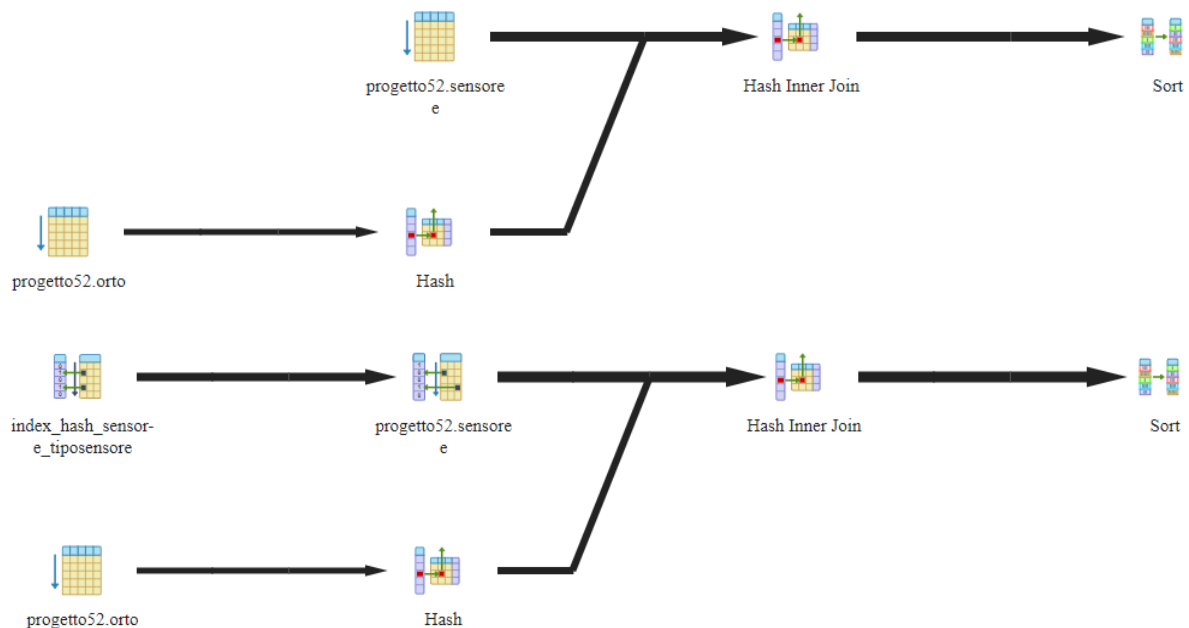 progetto52.sensore
e
Hash Inner Join
Sort
progetto52.orto
Hash
index_hash_sensor-
e_tiposensore
progetto52.sensore
e
Hash Inner Join
Sort
progetto52.orto
Hash